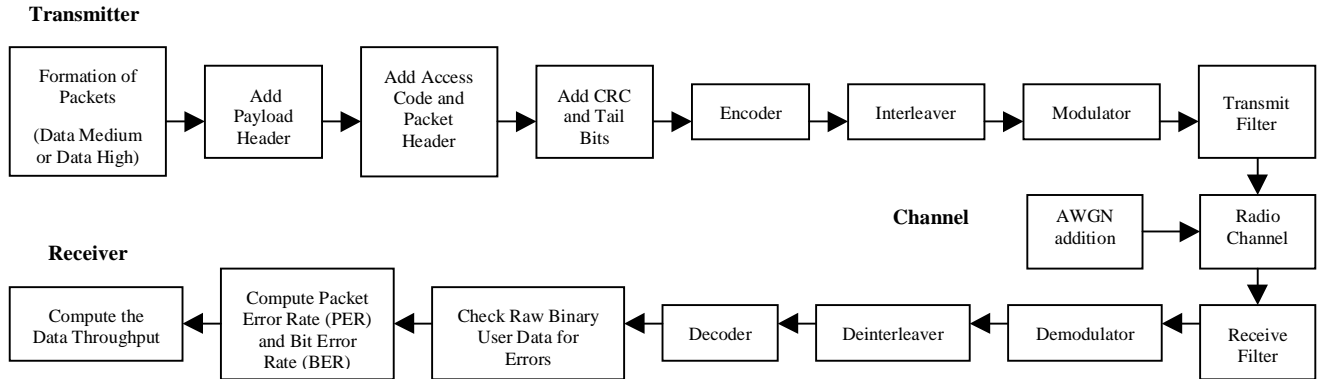 Transmitter
Formation of
Packets
(Data Medium
or Data High)
Add
Payload
Header
Add Access
Code and
Packet
Header
Add CRC
and Tail
Bits
Encoder
Interleaver
Modulator
Transmit
Filter
Channel
AWGN
addition
Radio
Channel
Receiver
Compute the
Data Throughput
Compute Packet
Error Rate (PER)
and Bit Error
Rate (BER)
Check Raw Binary
User Data for
Errors
Decoder
Deinterleaver
Demodulator
Receive
Filter